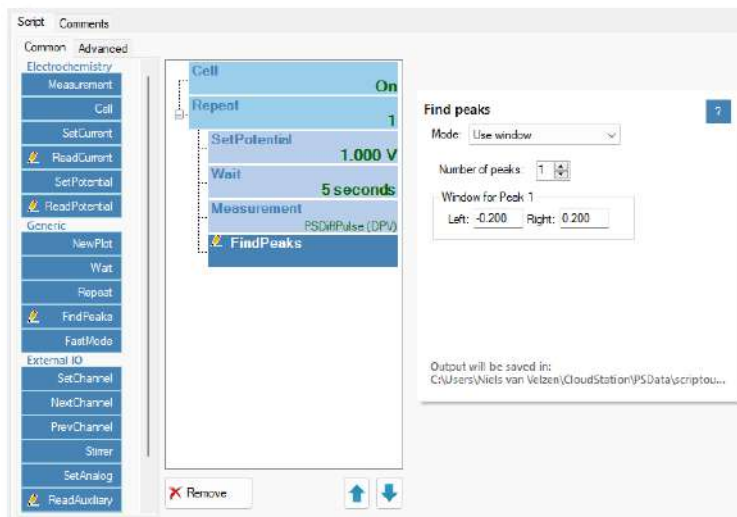 Script Comments
Common Advanced
Electrochemistry
Measurement
Cell
SetCurrent
ReadCurrent
SetPotential
ReadPotential
Generic
NewPlot
Wait
Repeat
FindPeaks
FastMode
External IO
SetChannel
NextChannel
PrevChannel
Stirrer
SetAnalog
ReadAuxiliary
Cell
On
Repeat
1
SetPotential
1.000 V
Wait
5 seconds
Measurement
PSDiffPulse (DPV)
FindPeaks
Remove
Find peaks
?
Mode: Use window
Number of peaks: 1
Window for Peak 1
Left: -0.200 Right: 0.200
Output will be saved in:
C:\Users\Niels van Velzen\CloudStation\PSData\scriptou...